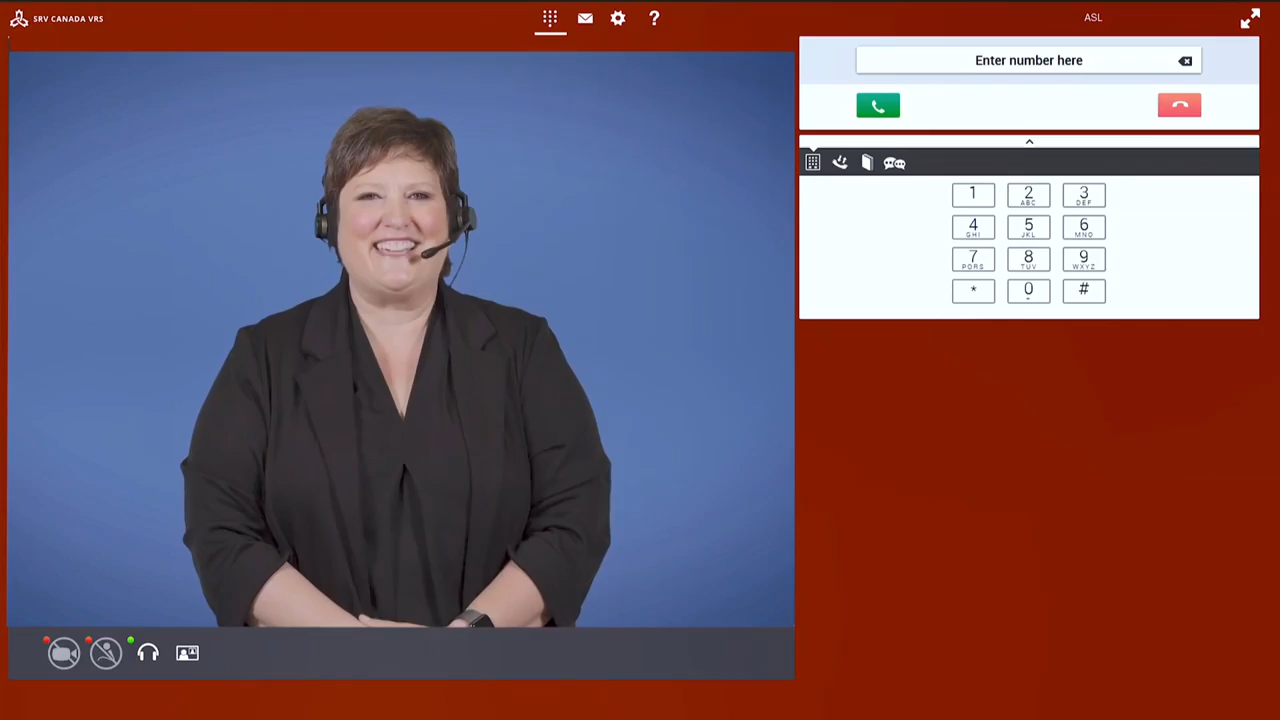 SRV CANADA VRS
?
ASL
Enter number here
1
2
ABC
3
DEF
4
GHI
5
JKL
6
MNO
7
PQRS
8
TUV
9
WXYZ
*
0
#